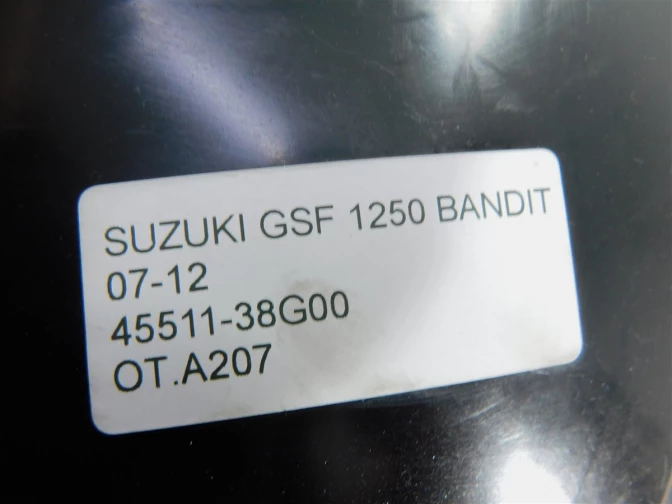 SUZUKI GSF 1250 BANDIT
07-12
45511-38G00
OT.A207